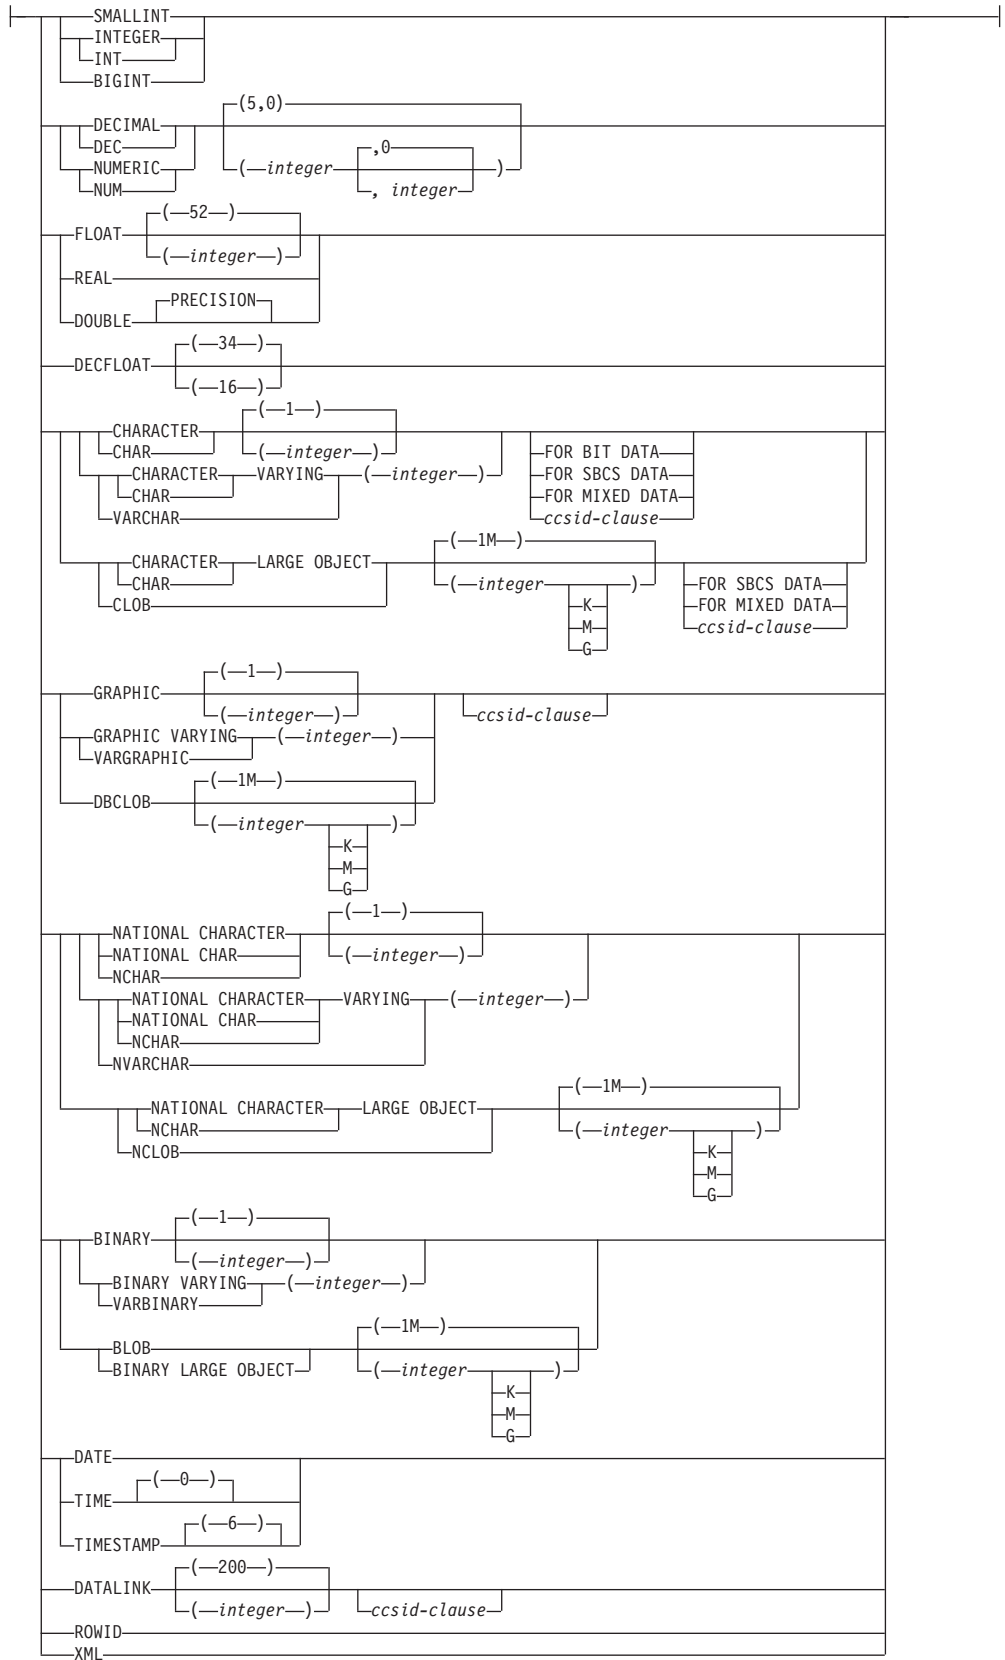 SMALLINT
INTEGER
INT
BIGINT
(5,0)
DECIMAL
DEC
NUMERIC
NUM
( integer ,0 )
, integer
( 52 )
FLOAT
( integer )
REAL
PRECISION
DOUBLE
( 34 )
DECFLOAT
( 16 )
( 1 )
CHARACTER
CHAR
( integer )
FOR BIT DATA
CHARACTER VARYING ( integer )
FOR SBCS DATA
CHAR
FOR MIXED DATA
VARCHAR
ccsid-clause
( 1M )
CHARACTER LARGE OBJECT
CHAR
( integer )
FOR SBCS DATA
CLOB
K
FOR MIXED DATA
M
ccsid-clause
G
( 1 )
GRAPHIC
( integer )
ccsid-clause
GRAPHIC VARYING ( integer )
VARGRAPHIC
( 1M )
DBCLOB
( integer )
K
M
G
( 1 )
NATIONAL CHARACTER
NATIONAL CHAR
( integer )
NCHAR
NATIONAL CHARACTER VARYING ( integer )
NATIONAL CHAR
NCHAR
NVARCHAR
( 1M )
NATIONAL CHARACTER LARGE OBJECT
NCHAR
( integer )
NCLOB
K
M
G
( 1 )
BINARY
( integer )
BINARY VARYING ( integer )
VARBINARY
( 1M )
BLOB
BINARY LARGE OBJECT
( integer )
K
M
G
DATE
( 0 )
TIME
( 6 )
TIMESTAMP
( 200 )
DATALINK
( integer )
ccsid-clause
ROWID
XML